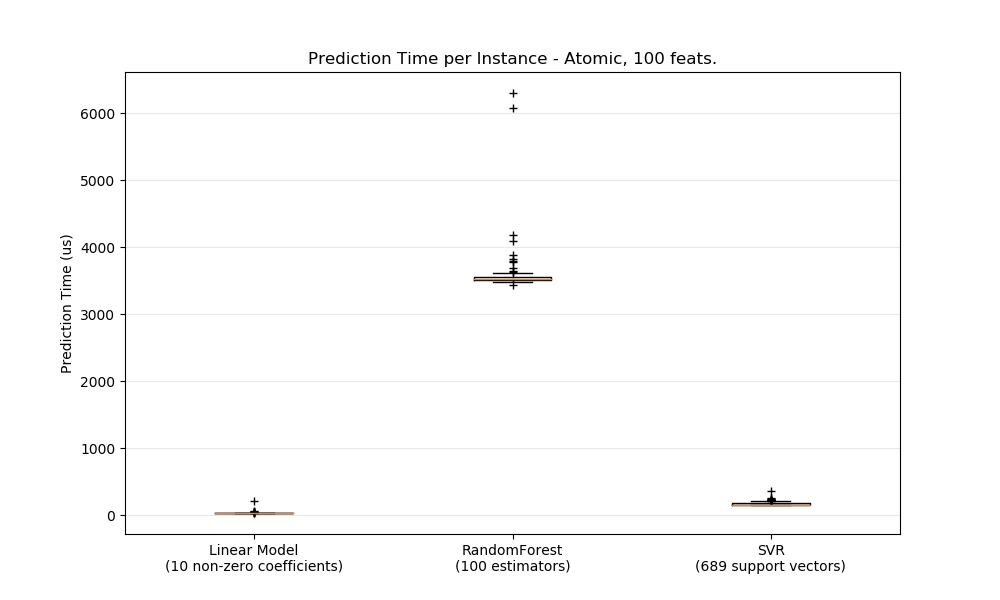 Prediction Time per Instance - Atomic, 100 feats.
Prediction Time (us)
6000
5000
4000
3000
2000
1000
0
Linear Model
(10 non-zero coefficients)
RandomForest
(100 estimators)
SVR
(689 support vectors)